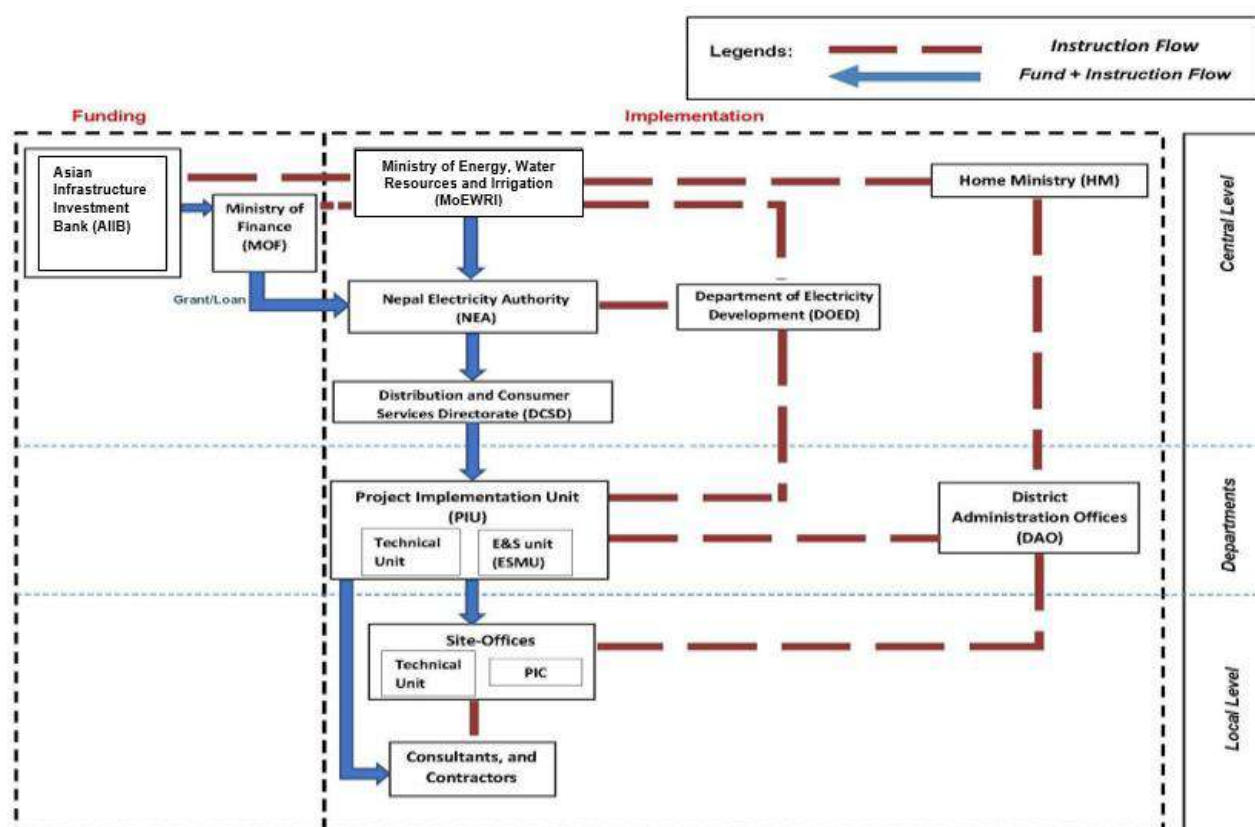 Legends:
Instruction Flow
Fund + Instruction Flow
Funding
Implementation
Asian
Infrastructure
Investment
Bank (AIIB)
Ministry of
Finance
(MOF)
Grant/Loan
Ministry of Energy, Water
Resources and Irrigation
(MoEWRI)
Home Ministry (HM)
Nepal Electricity Authority
(NEA)
Department of Electricity
Development (DOED)
Distribution and Consumer
Services Directorate (DCSD)
Central Level
Project Implementation Unit
(PIU)
Technical
Unit
E&S unit
(ESMU)
District
Administration Offices
(DAO)
Departments
Site-Offices
Technical
Unit
PIC
Consultants, and
Contractors
Local Level